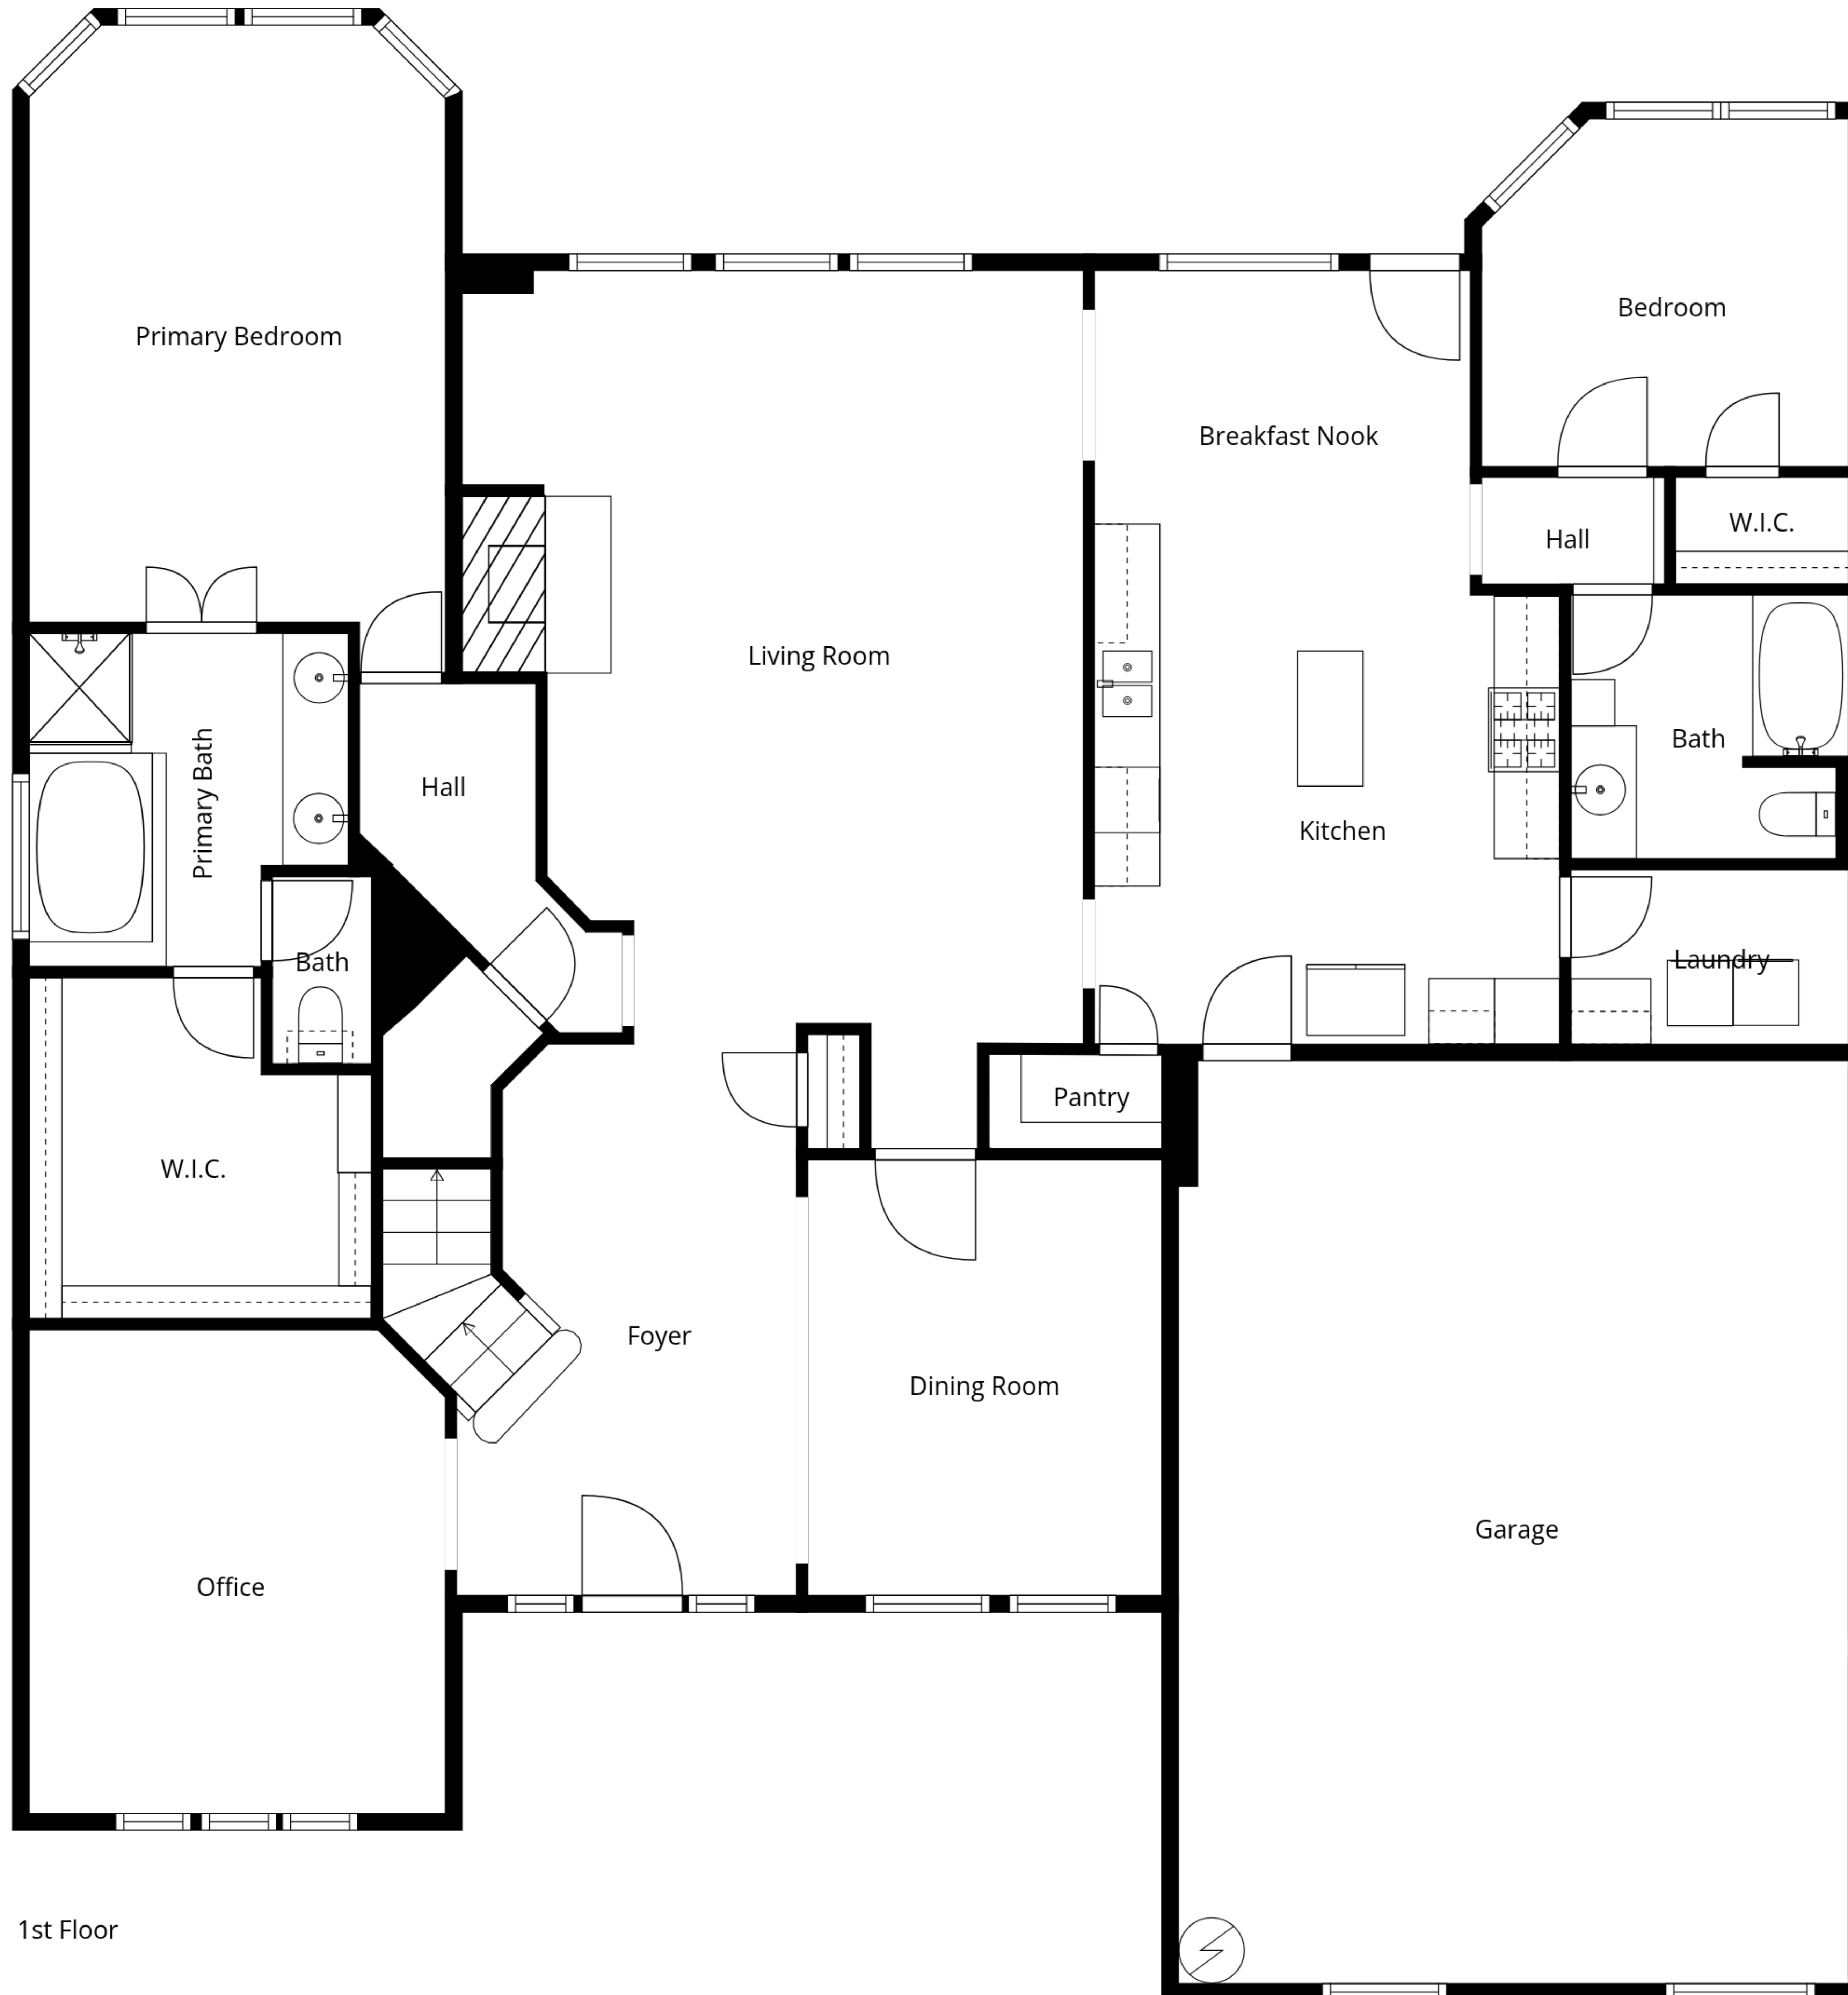 Bedroom
Primary Bedroom
Breakfast Nook
W.I.C.
Hall
Living Room
Bath
Hall
Primary Bath
Kitchen
Bath
Laundry
Pantry
W.I.C.
Foyer
Dining Room
Garage
Office
1st Floor